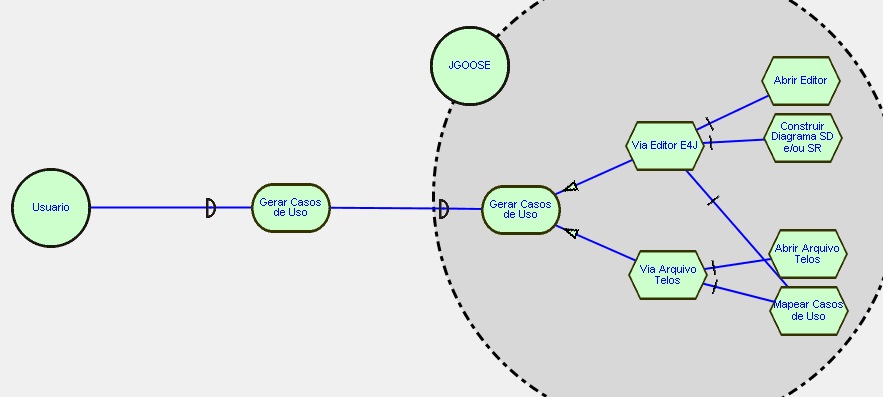 JGOOSE
Abrir Editor
Construir
Diagrama SD
e/ou SR
Via Editor E4J
Usuario
Gerar Casos
de Uso
Gerar Casos
de Uso
Abrir Arquivo
Telos
Via Arquivo
Telos
Mapear Casos
de Uso